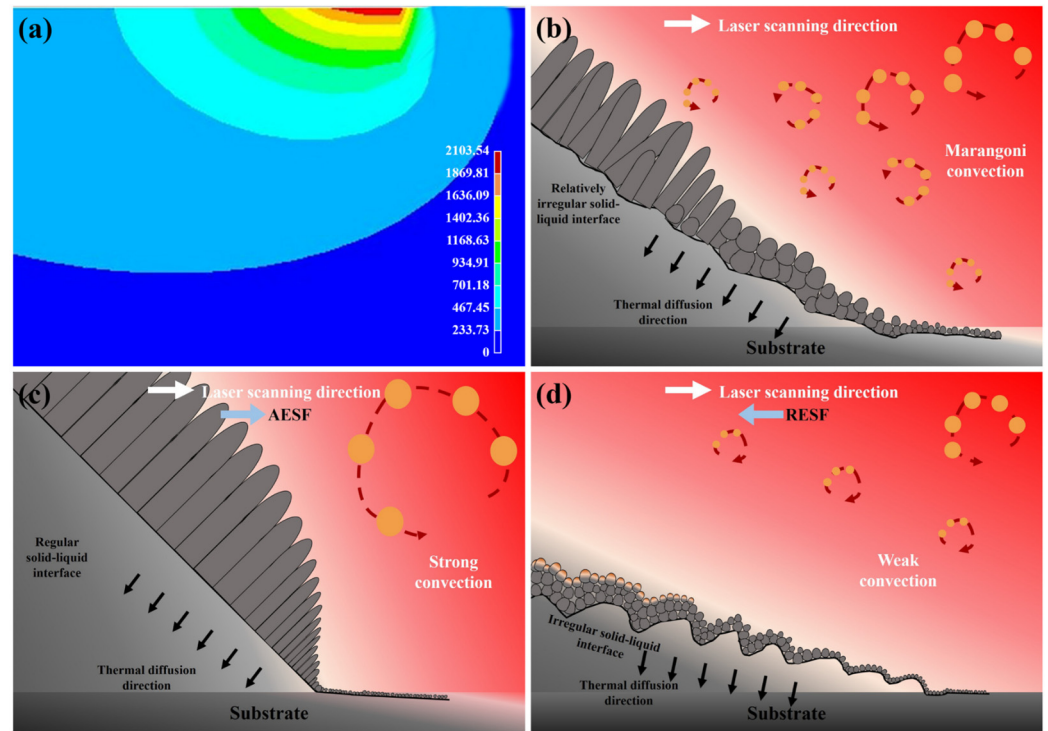 (a)
2103.54
1869.81
1636.09
1402.36
1168.63
934.91
701.18
467.45
233.73
0
(b)
Laser scanning direction
Marangoni
convection
Relatively
irregular solid-
liquid interface
Thermal diffusion
direction
Substrate
(c)
Laser scanning direction
AESF
Regular
solid-liquid
interface
Strong
convection
Thermal diffusion
direction
Substrate
(d)
Laser scanning direction
RESF
Weak
convection
Irregular solid-liquid
interface
Thermal diffusion
direction
Substrate